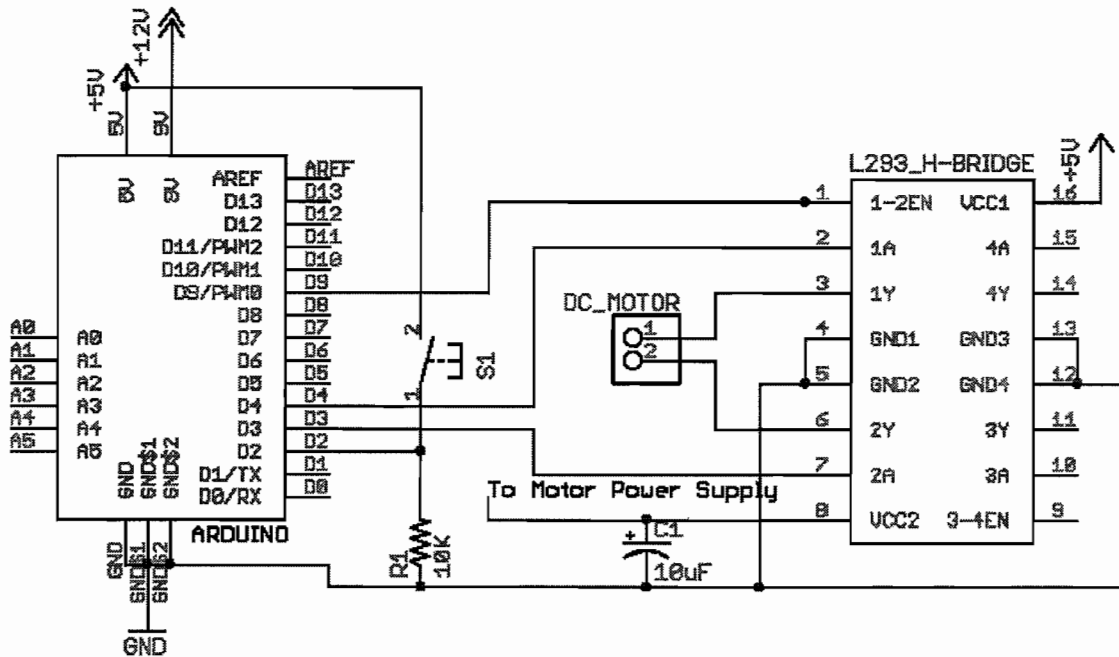 +12V
+5V
5V
9V
5V
9V
AREF
D13
D12
D11/PWM2
D10/PWM1
D9/PWM0
D8
D7
D6
D5
D4
D3
D2
D1/TX
D0/RX
AREF
D13
D12
D11
D10
D9
D8
D7
D6
D5
D4
D3
D2
D1
D0
A0
A1
A2
A3
A4
A5
A0
A1
A2
A3
A4
A5
GND
GND$1
GND$2
ARDUINO
GND
GND$1
GND$2
GND
2
S1
1
R1
10K
DC_MOTOR
1
2
To Motor Power Supply
+
C1
10uF
L293_H-BRIDGE
+5V
1
2
3
4
5
6
7
8
1-2EN
1A
1Y
GND1
GND2
2Y
2A
VCC2
VCC1
4A
4Y
GND3
GND4
3Y
3A
3-4EN
16
15
14
13
12
11
10
9